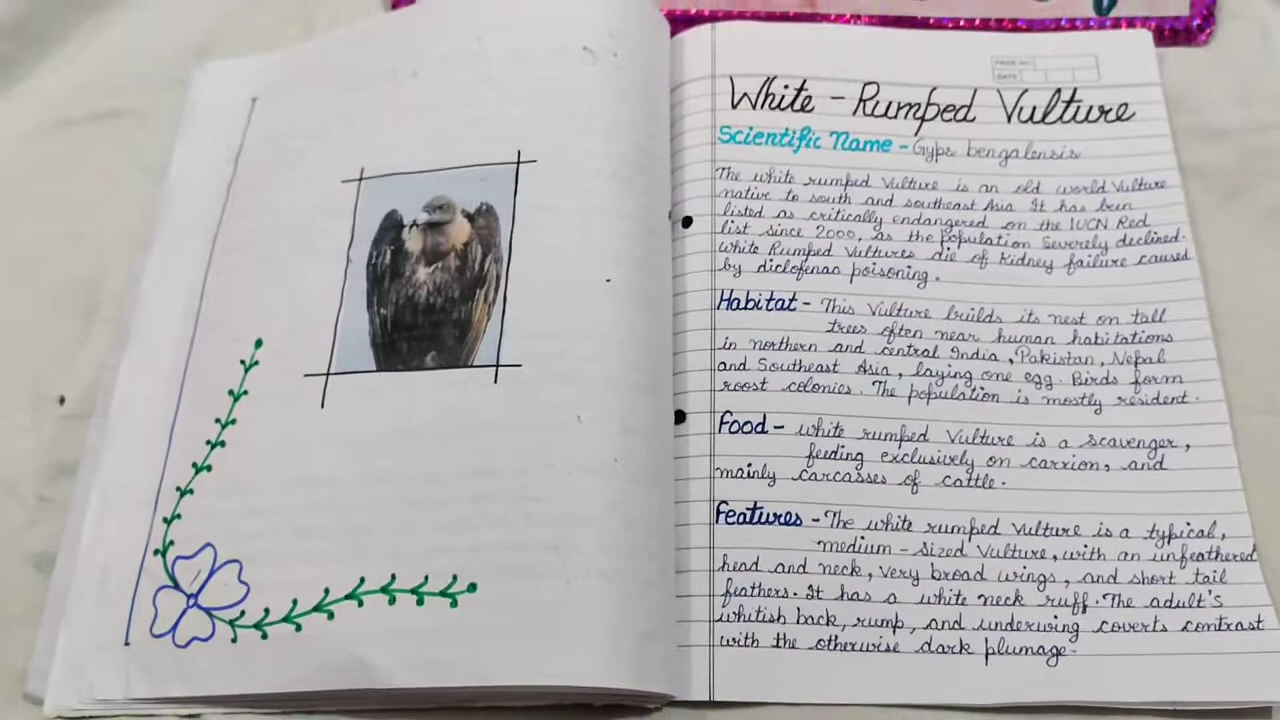 PAGE NO.
DATE
White - Rumped Vulture
Scientific Name - Gyps bengalensis
The white rumped Vulture is an old world Vulture
native to south and southeast Asia It has been
listed as critically endangered on the IUCN Red
list since 2000, as the population Severely declined.
White Rumped Vultures die of Kidney failure caused
by diclofenac poisoning.
Habitat - This Vulture builds its nest on tall
trees often near human habitations
in northern and central India, Pakistan, Nepal
and Southeast Asia, laying one egg. Birds form
roost colonies. The population is mostly resident.
Food - white rumped Vulture is a scavenger,
feeding exclusively on carrion, and
mainly carcasses of cattle.
Features - The white rumped Vulture is a typical,
medium - sized Vulture, with an unfeathered
head and neck, very broad wings, and short tail
feathers. It has a white neck ruff. The adult's
whitish back, rump, and underwing coverts contrast
with the otherwise dark plumage.